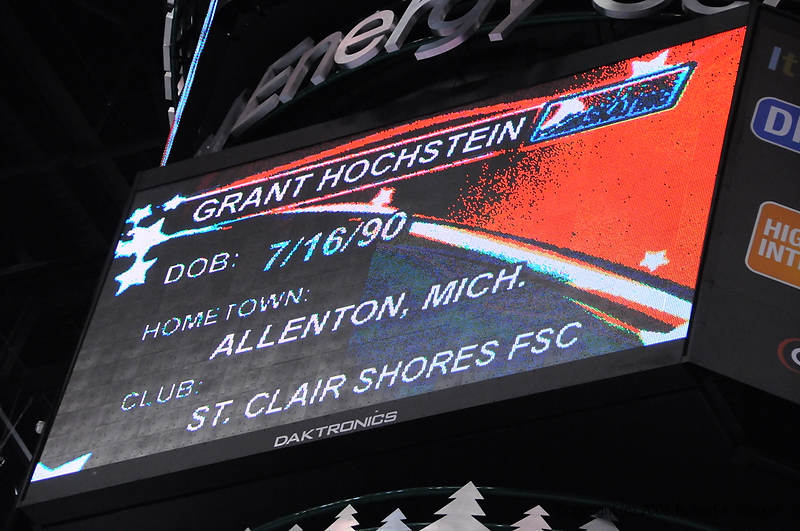 Energy
GRANT HOCHSTEIN
DOB: 7/16/90
HOMETOWN:
ALLENTON, MICH.
CLUB:
ST. CLAIR SHORES FSC
DAKTRONICS